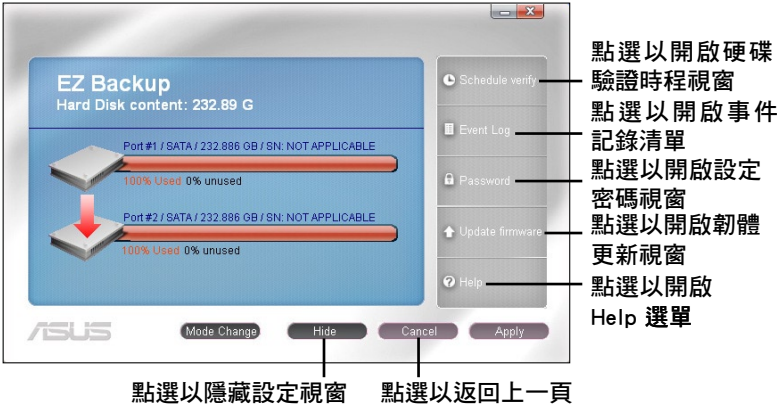 EZ Backup
Hard Disk content: 232.89 G
Port #1 / SATA / 232.886 GB / SN: NOT APPLICABLE
100% Used 0% unused
Port #2 / SATA / 232.886 GB / SN: NOT APPLICABLE
100% Used 0% unused
Schedule verify
Event Log
Password
Update firmware
Help
ASUS
Mode Change
Hide
Cancel
Apply
點選以開啟硬碟
驗證時程視窗
點選以開啟事件
記錄清單
點選以開啟設定
密碼視窗
點選以開啟韌體
更新視窗
點選以開啟
Help 選單
點選以隱藏設定視窗
點選以返回上一頁